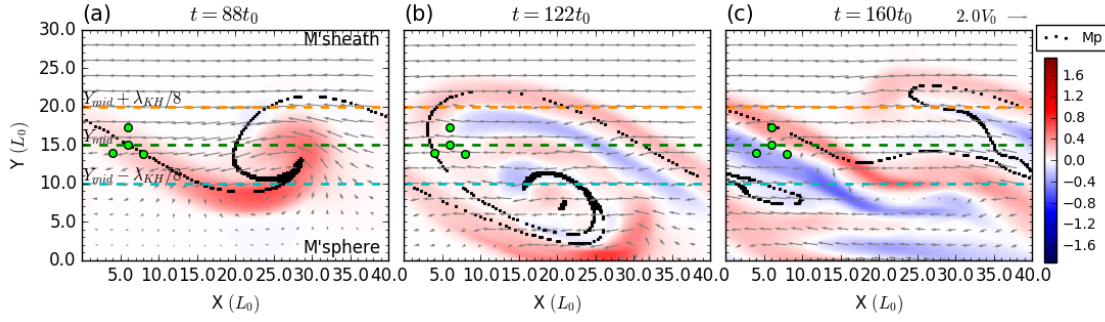 (a) t = 88t₀ (b) t = 122t₀ (c) t = 160t₀ 2.0V₀
30.0 M'sheath Mp
25.0 1.6
20.0 Y_mid + λ_KH/8 1.2
15.0 Y_mid 0.8
10.0 Y_mid − λ_KH/8 0.4
5.0 0.0
0.0 M'sphere −0.4
−0.8
−1.2
−1.6
Y (L₀)
5.0 10.0 15.0 20.0 25.0 30.0 35.0 40.0 5.0 10.0 15.0 20.0 25.0 30.0 35.0 40.0 5.0 10.0 15.0 20.0 25.0 30.0 35.0 40.0
X (L₀) X (L₀) X (L₀)